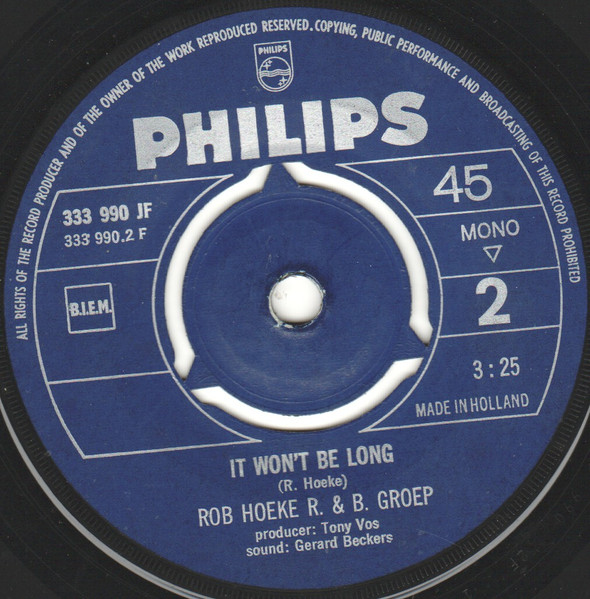 ALL RIGHTS OF THE RECORD PRODUCER AND OF THE OWNER OF THE WORK REPRODUCED RESERVED. COPYING, PUBLIC PERFORMANCE AND BROADCASTING OF THIS RECORD PROHIBITED
PHILIPS
PHILIPS
333 990 JF
333 990.2 F
B.I.E.M.
45
MONO
2
3:25
MADE IN HOLLAND
IT WON'T BE LONG
(R. Hoeke)
ROB HOEKE R. & B. GROEP
producer: Tony Vos
sound: Gerard Beckers